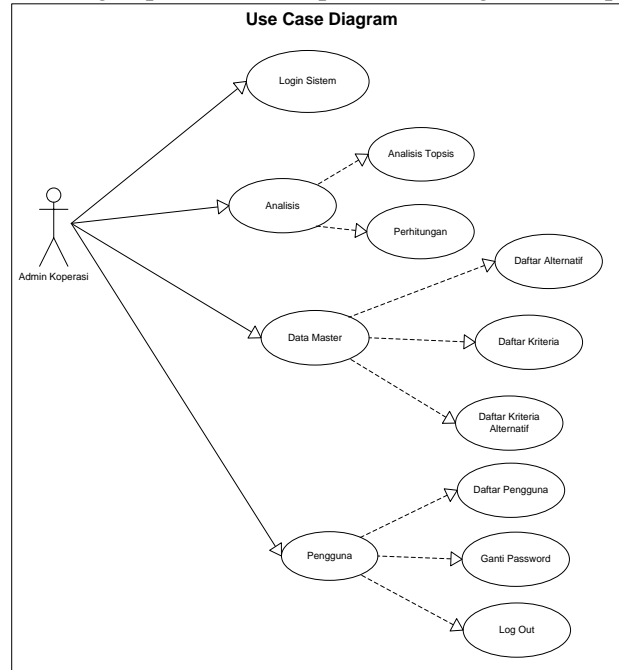 Use Case Diagram
Login Sistem
Analisis Topsis
Analisis
Perhitungan
Admin Koperasi
Daftar Alternatif
Data Master
Daftar Kriteria
Daftar Kriteria
Alternatif
Daftar Pengguna
Pengguna
Ganti Password
Log Out